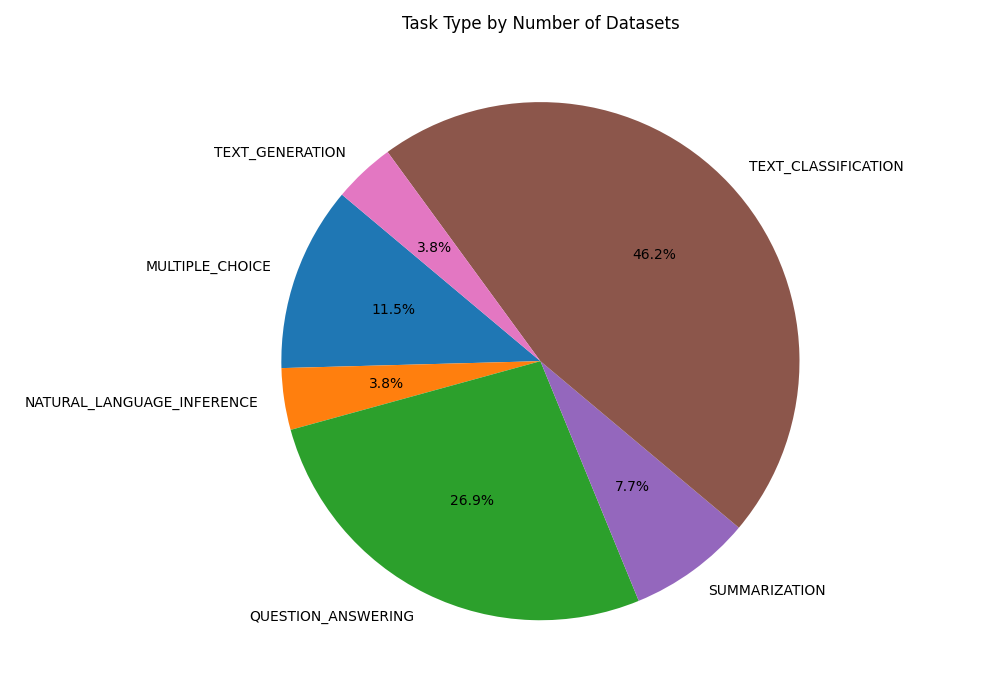 Task Type by Number of Datasets
TEXT_GENERATION
TEXT_CLASSIFICATION
3.8%
46.2%
MULTIPLE_CHOICE
11.5%
NATURAL_LANGUAGE_INFERENCE
3.8%
26.9%
7.7%
SUMMARIZATION
QUESTION_ANSWERING